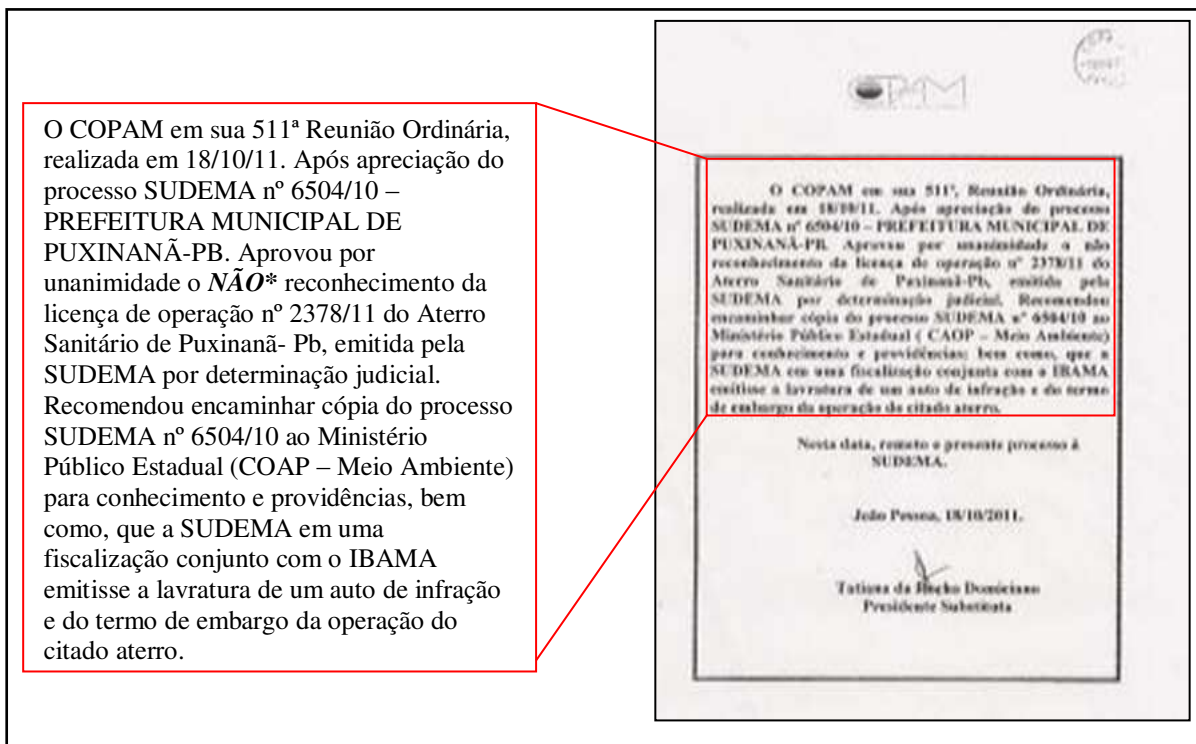 O COPAM em sua 511ª Reunião Ordinária,
realizada em 18/10/11. Após apreciação do
processo SUDEMA nº 6504/10 –
PREFEITURA MUNICIPAL DE
PUXINANÃ-PB. Aprovou por
unanimidade o NÃO* reconhecimento da
licença de operação nº 2378/11 do Aterro
Sanitário de Puxinanã- Pb, emitida pela
SUDEMA por determinação judicial.
Recomendou encaminhar cópia do processo
SUDEMA nº 6504/10 ao Ministério
Público Estadual (COAP – Meio Ambiente)
para conhecimento e providências, bem
como, que a SUDEMA em uma
fiscalização conjunto com o IBAMA
emitisse a lavratura de um auto de infração
e do termo de embargo da operação do
citado aterro.
COPAM
O COPAM em sua 511ª, Reunião Ordinária,
realizada em 18/10/11. Após apreciação do processo
SUDEMA nº 6504/10 – PREFEITURA MUNICIPAL DE
PUXINANÃ-PB. Aprovou por unanimidade o não
reconhecimento da licença de operação nº 2378/11 do
Aterro Sanitário de Puxinanã-Pb, emitida pela
SUDEMA por determinação judicial. Recomendou
encaminhar cópia do processo SUDEMA nº 6504/10 ao
Ministério Público Estadual ( CAOP – Meio Ambiente)
para conhecimento e providências; bem como, que a
SUDEMA em uma fiscalização conjunta com o IBAMA
emitisse a lavratura de um auto de infração e do termo
de embargo da operação do citado aterro.
Nesta data, remeto o presente processo à
SUDEMA.
João Pessoa, 18/10/2011.
Tatiana da Rocha Domiciano
Presidente Substituta